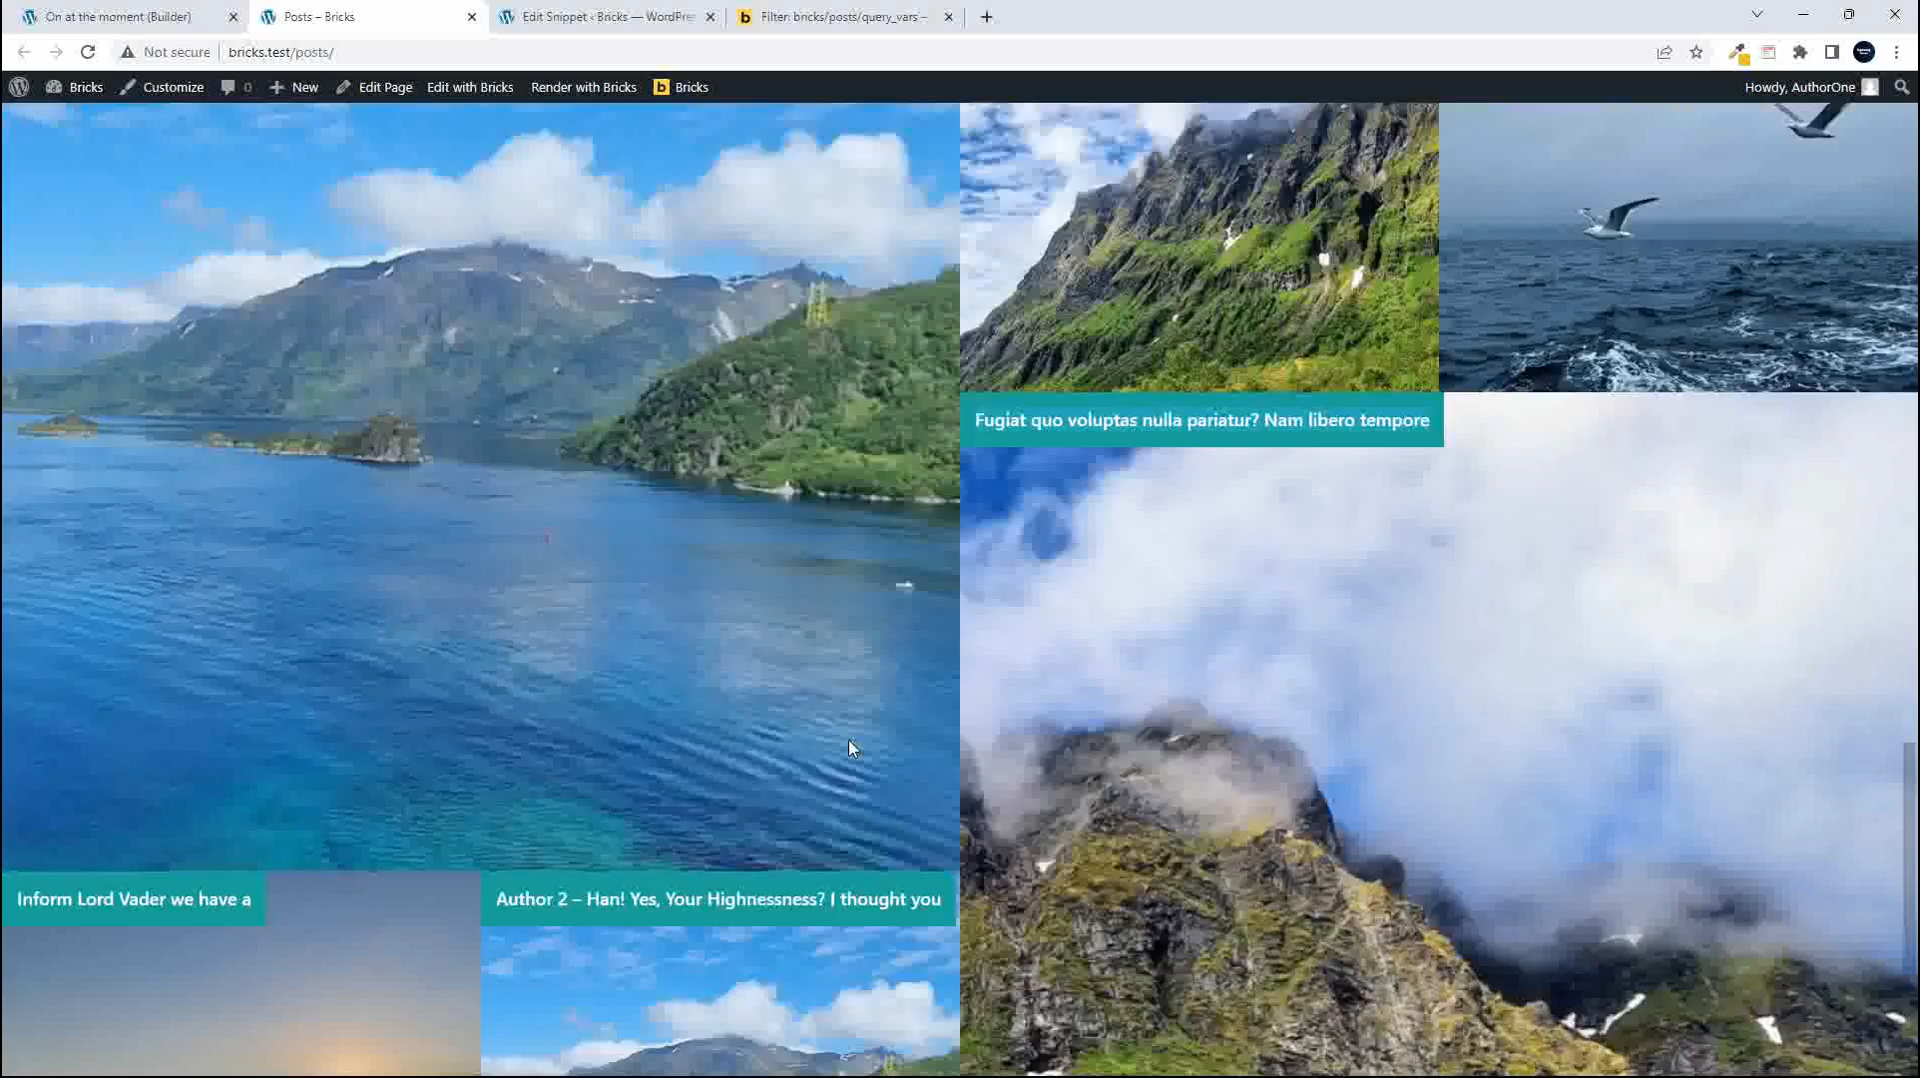 On at the moment (Builder)
Posts – Bricks
Edit Snippet ‹ Bricks — WordPre
Filter: bricks/posts/query_vars –
Not secure
bricks.test/posts/
Bricks
Customize
0
New
Edit Page
Edit with Bricks
Render with Bricks
b
Bricks
Howdy, AuthorOne
Fugiat quo voluptas nulla pariatur? Nam libero tempore
Inform Lord Vader we have a
Author 2 – Han! Yes, Your Highnessness? I thought you